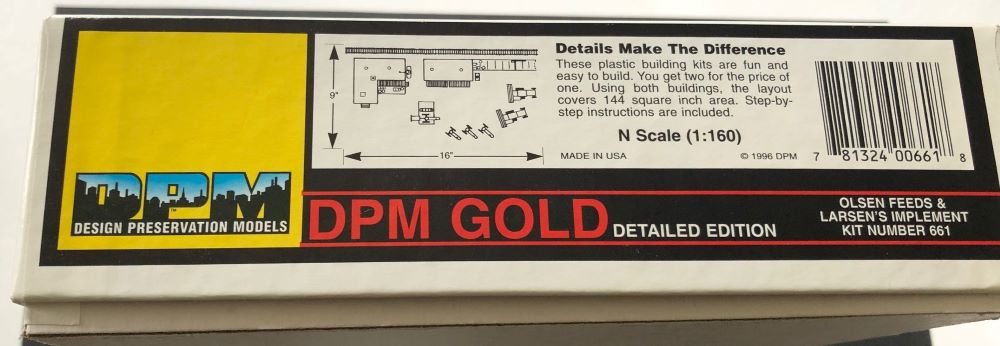 DPM
TM
DESIGN PRESERVATION MODELS
9"
16"
Details Make The Difference
These plastic building kits are fun and
easy to build. You get two for the price of
one. Using both buildings, the layout
covers 144 square inch area. Step-by-
step instructions are included.
N Scale (1:160)
MADE IN USA
© 1996 DPM
7 81324 00661 8
DPM GOLD DETAILED EDITION
OLSEN FEEDS &
LARSEN'S IMPLEMENT
KIT NUMBER 661